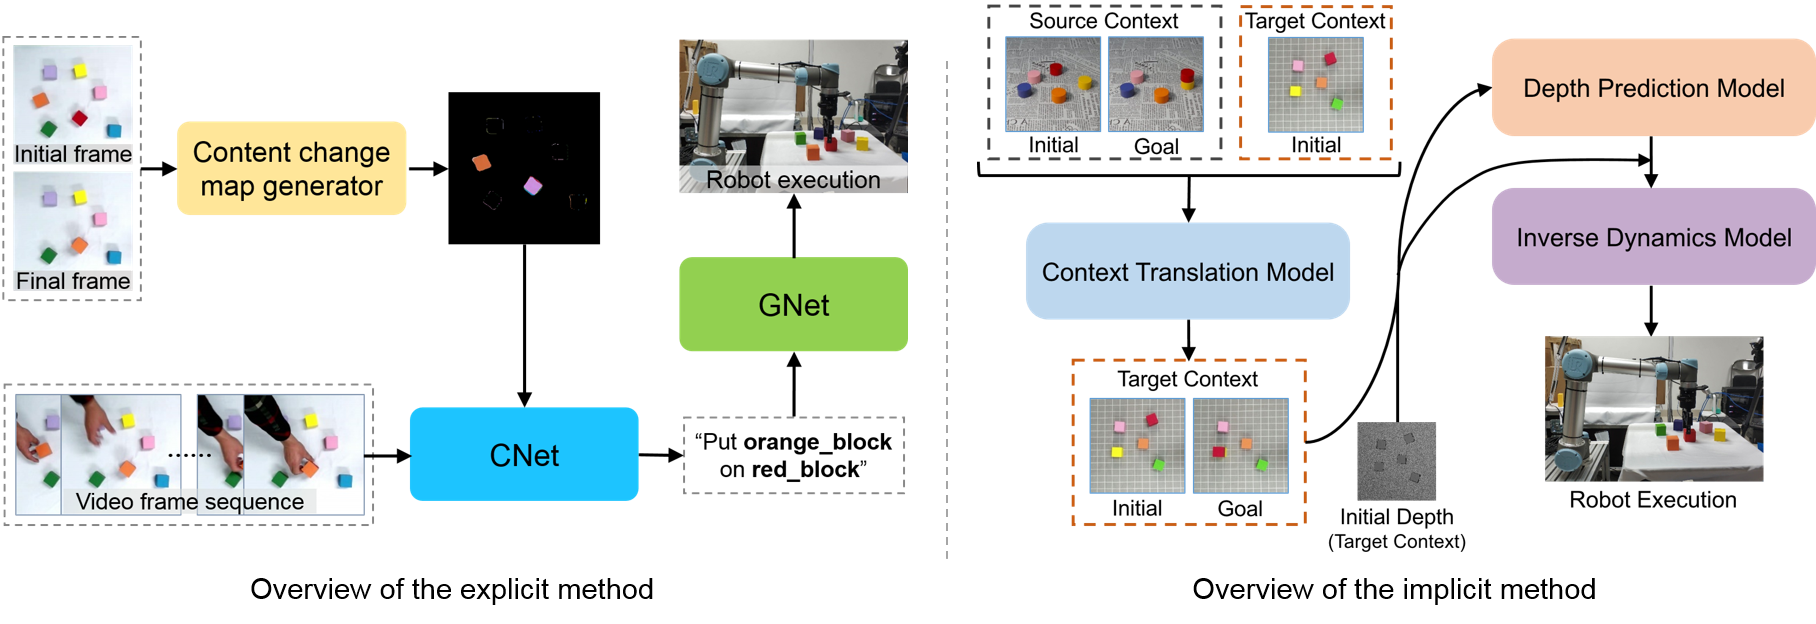 Initial frame
Final frame
Content change
map generator
Video frame sequence
CNet
“Put orange_block
on red_block”
GNet
Robot execution
Overview of the explicit method
Source Context
Initial
Goal
Target Context
Initial
Context Translation Model
Target Context
Initial
Goal
Initial Depth
(Target Context)
Depth Prediction Model
Inverse Dynamics Model
Robot Execution
Overview of the implicit method